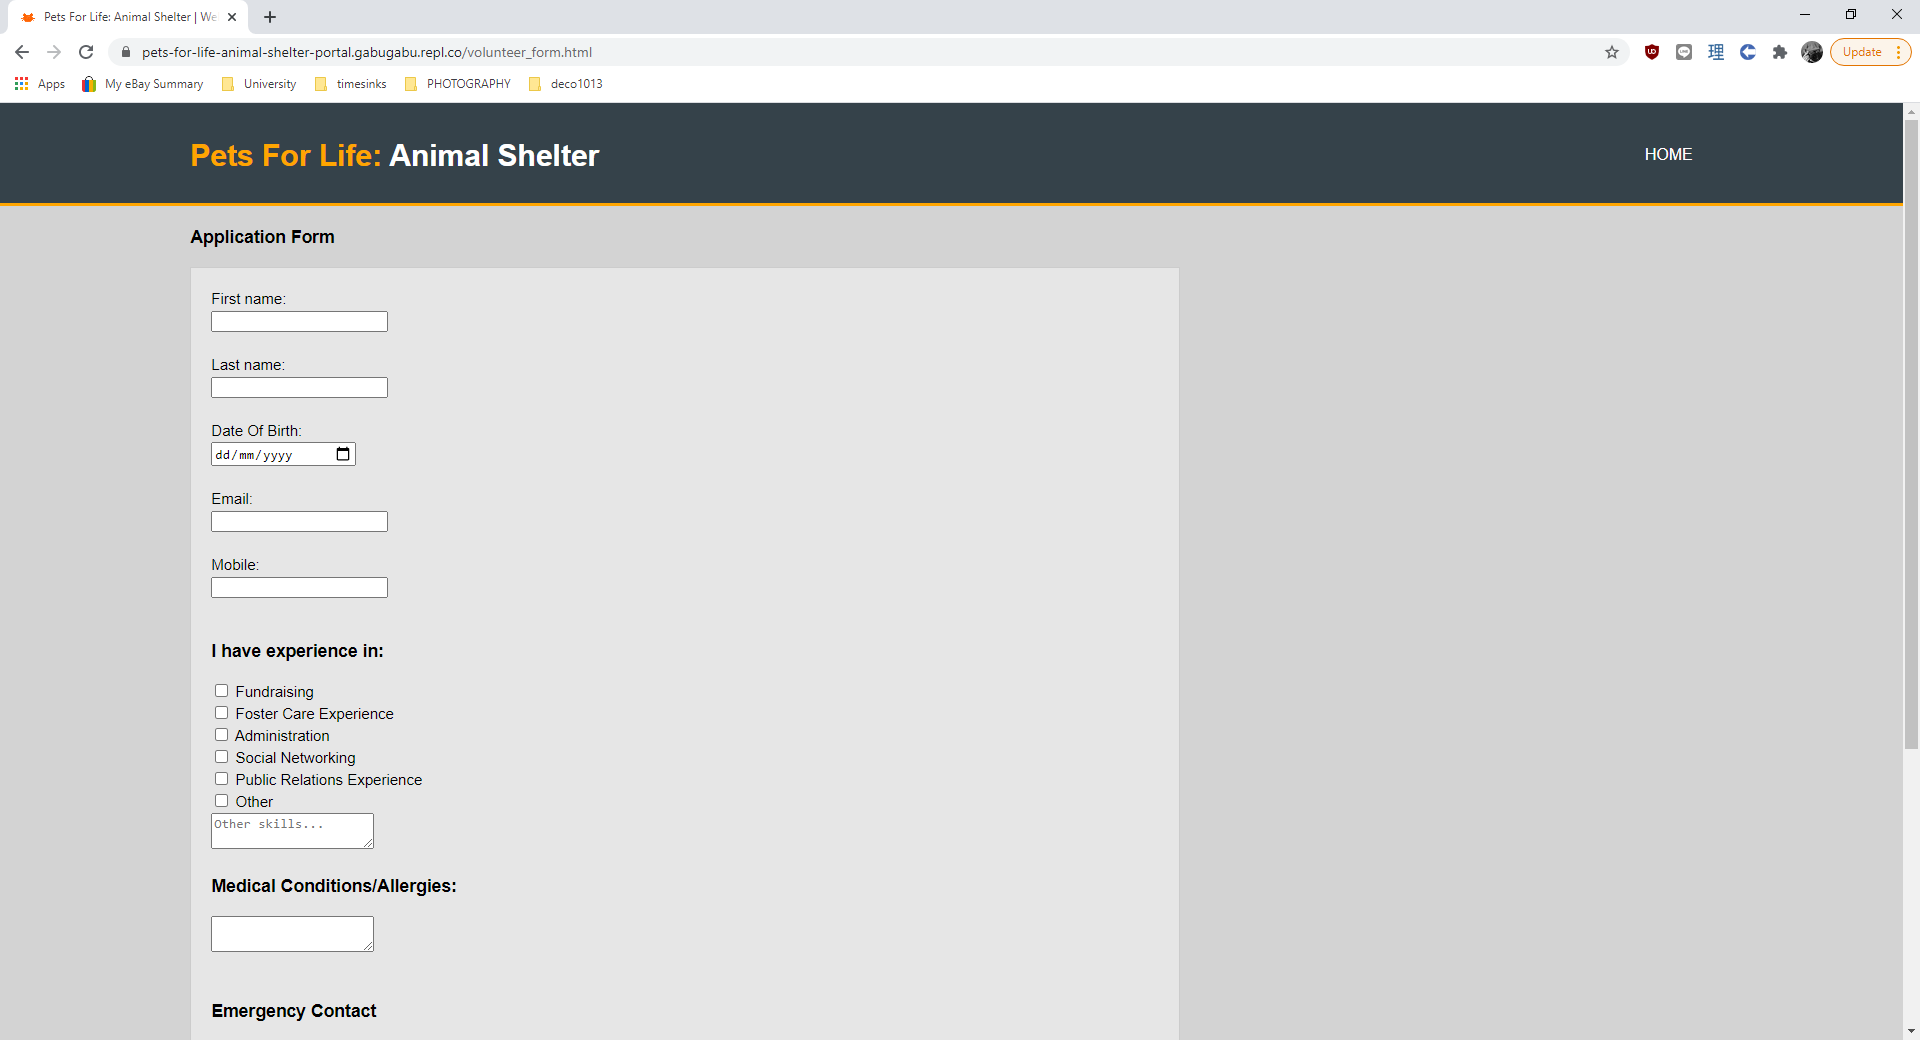 Pets For Life: Animal Shelter | We
pets-for-life-animal-shelter-portal.gabugabu.repl.co/volunteer_form.html
理
Update
Apps
My eBay Summary
University
timesinks
PHOTOGRAPHY
deco1013
Pets For Life: Animal Shelter
HOME
Application Form
First name:
Last name:
Date Of Birth:
dd/mm/yyyy
Email:
Mobile:
I have experience in:
Fundraising
Foster Care Experience
Administration
Social Networking
Public Relations Experience
Other
Other skills...
Medical Conditions/Allergies:
Emergency Contact